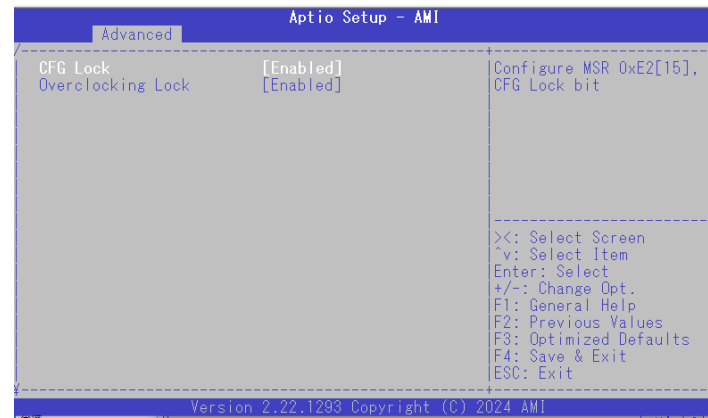 Aptio Setup - AMI
Advanced
CFG Lock [Enabled]
Overclocking Lock [Enabled]
Configure MSR 0xE2[15],
CFG Lock bit
><: Select Screen
^v: Select Item
Enter: Select
+/-: Change Opt.
F1: General Help
F2: Previous Values
F3: Optimized Defaults
F4: Save & Exit
ESC: Exit
Version 2.22.1293 Copyright (C) 2024 AMI